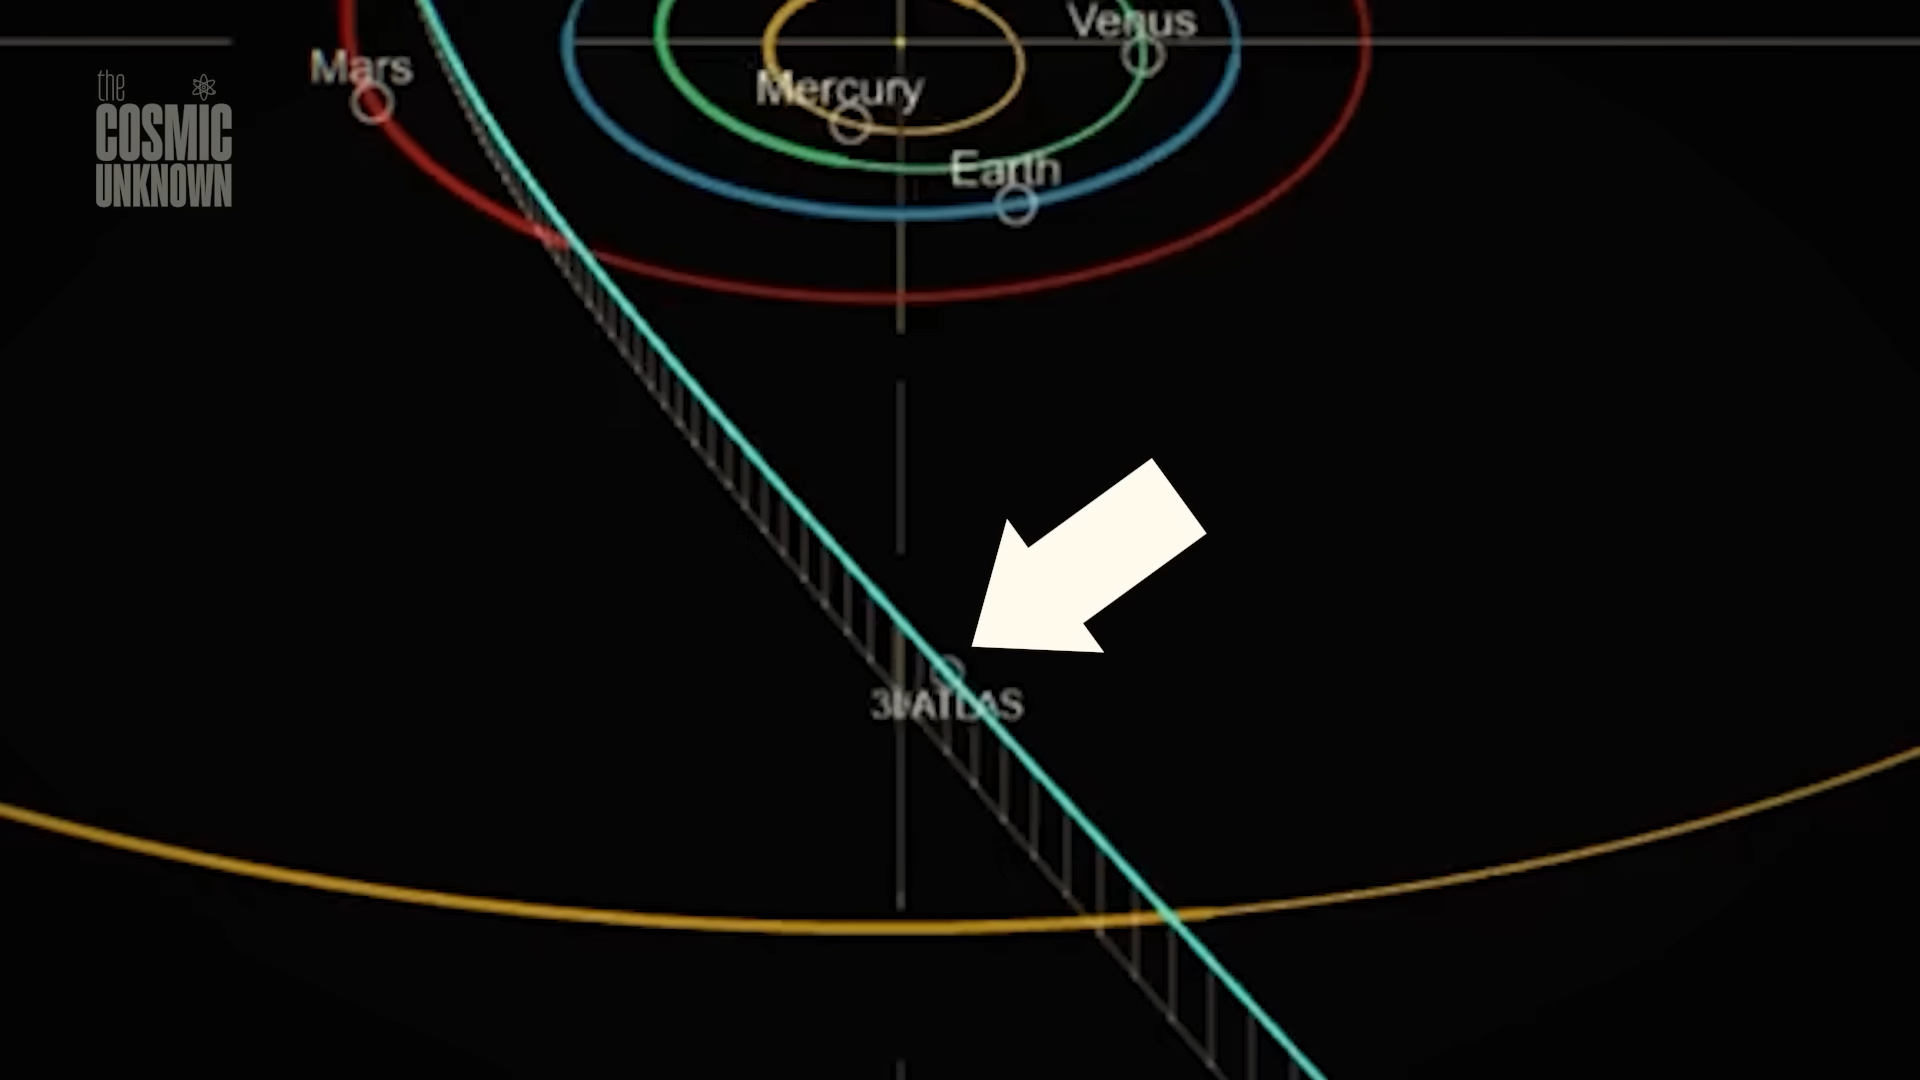 Venus
Mars
the
COSMIC
UNKNOWN
Mercury
Earth
3I/ATLAS